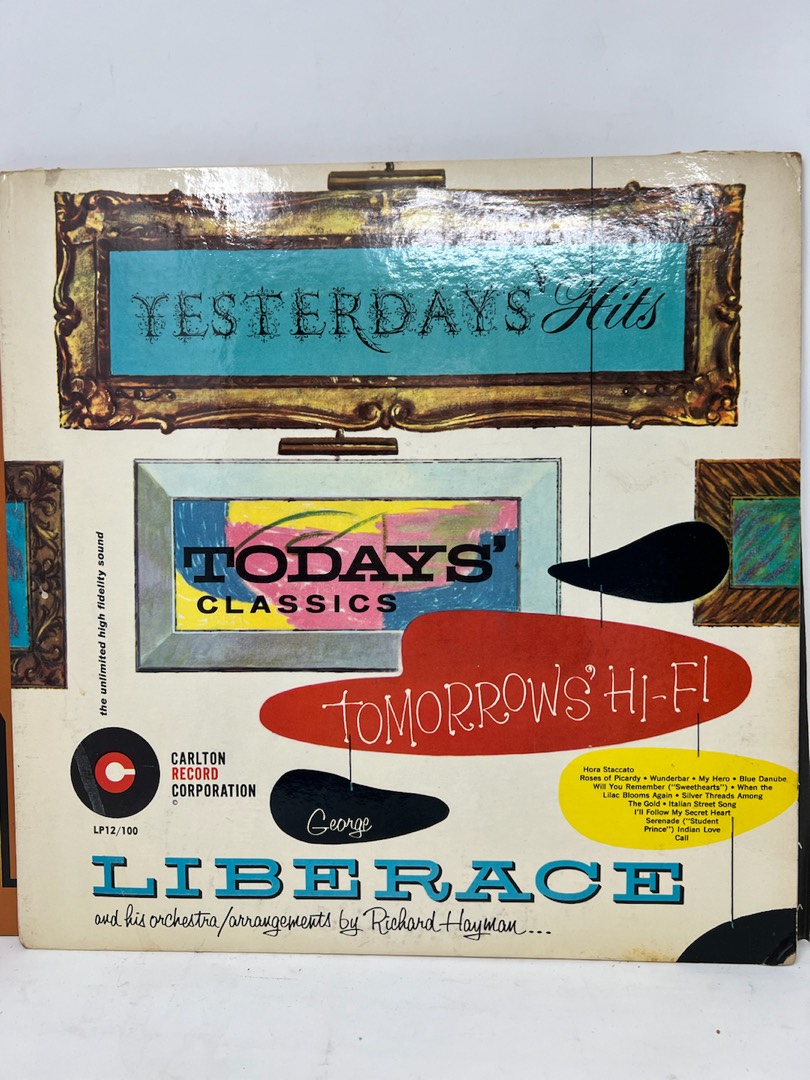 YESTERDAYS' Hits
TODAYS'
CLASSICS
the unlimited high fidelity sound
TOMORROWS' HI-FI
CARLTON
RECORD
CORPORATION
©
LP12/100
Hora Staccato
Roses of Picardy • Wunderbar • My Hero • Blue Danube
Will You Remember ("Sweethearts") • When the
Lilac Blooms Again • Silver Threads Among
The Gold • Italian Street Song
I'll Follow My Secret Heart
Serenade ("Student
Prince") Indian Love
Call
George
LIBERACE
and his orchestra/arrangements by Richard Hayman...